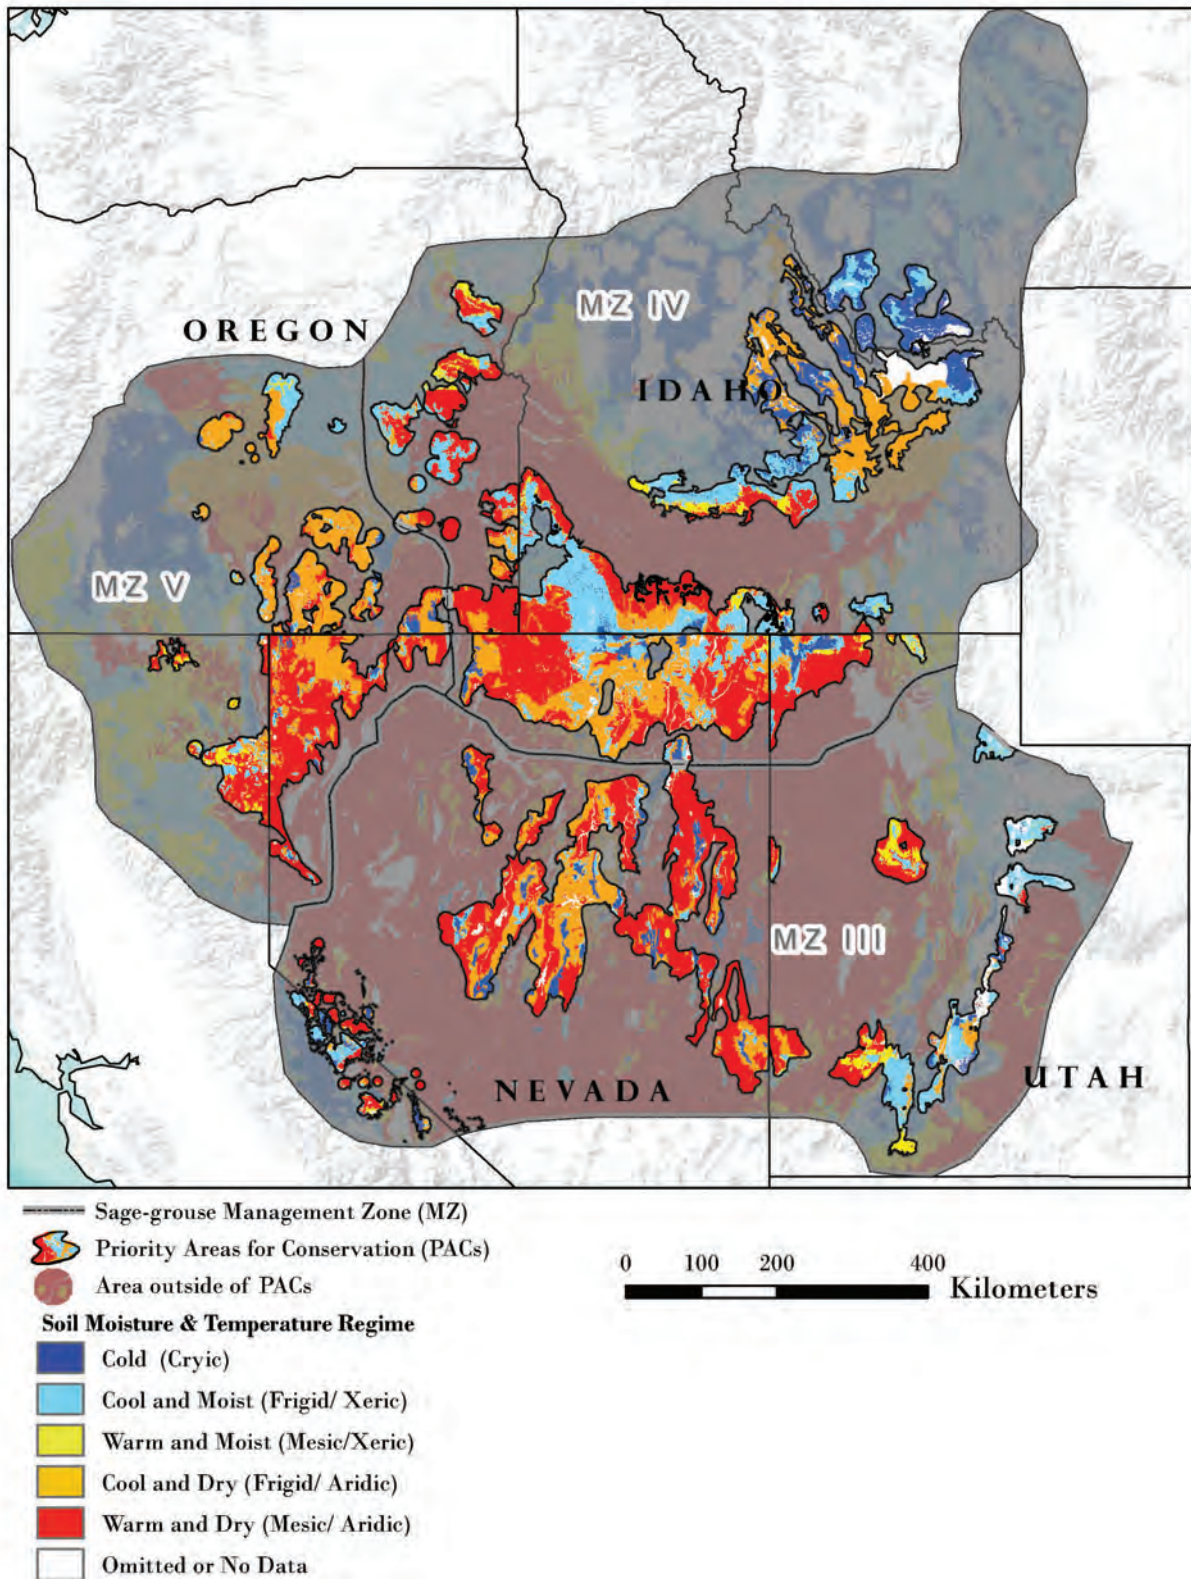 MZ IV
OREGON
IDAHO
MZ V
MZ III
NEVADA
UTAH
Sage-grouse Management Zone (MZ)
Priority Areas for Conservation (PACs)
Area outside of PACs
0 100 200 400 Kilometers
Soil Moisture & Temperature Regime
Cold (Cryic)
Cool and Moist (Frigid/ Xeric)
Warm and Moist (Mesic/Xeric)
Cool and Dry (Frigid/ Aridic)
Warm and Dry (Mesic/ Aridic)
Omitted or No Data